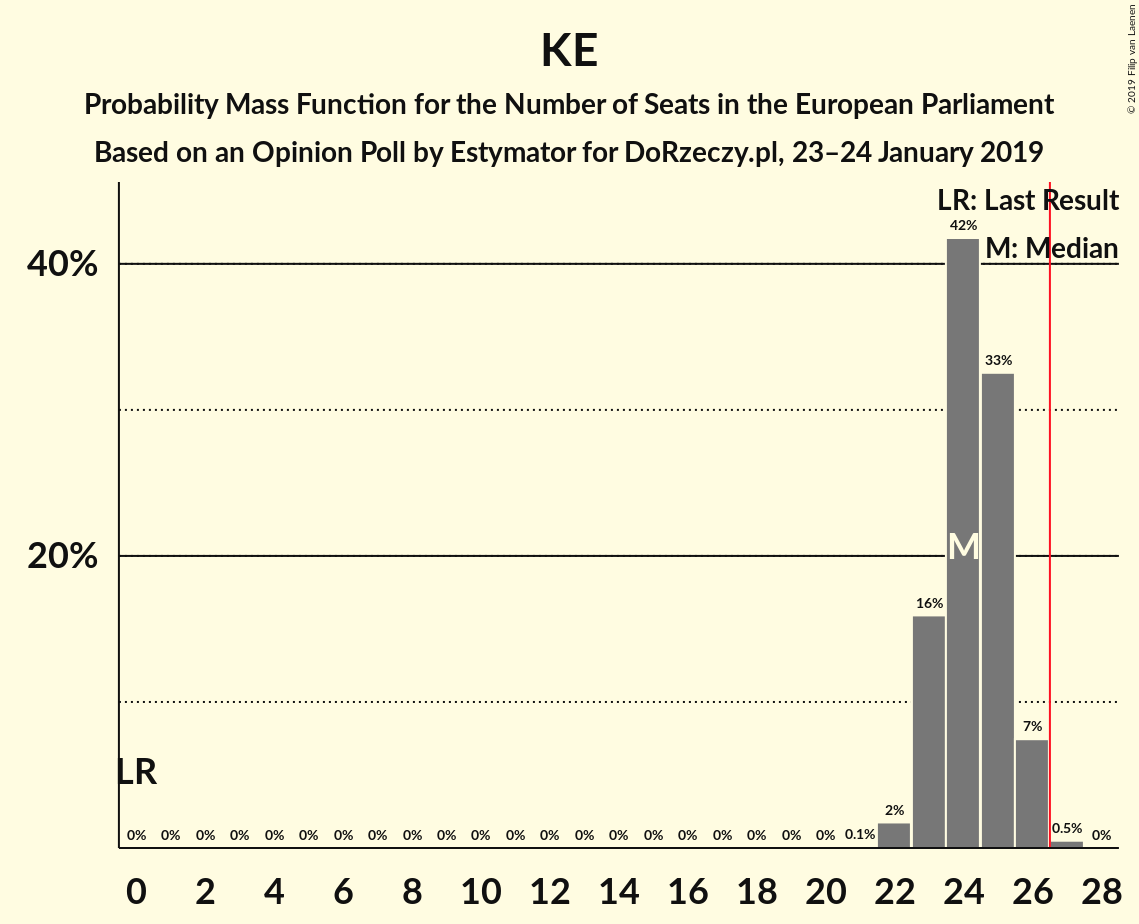 KE
Probability Mass Function for the Number of Seats in the European Parliament
Based on an Opinion Poll by Estymator for DoRzeczy.pl, 23–24 January 2019
© 2019 Filip van Laenen
LR: Last Result
M: Median
40%
20%
42%
33%
M
16%
7%
LR
2%
0% 0% 0% 0% 0% 0% 0% 0% 0% 0% 0% 0% 0% 0% 0% 0% 0% 0% 0% 0% 0% 0.1% 0.5% 0%
0 2 4 6 8 10 12 14 16 18 20 22 24 26 28